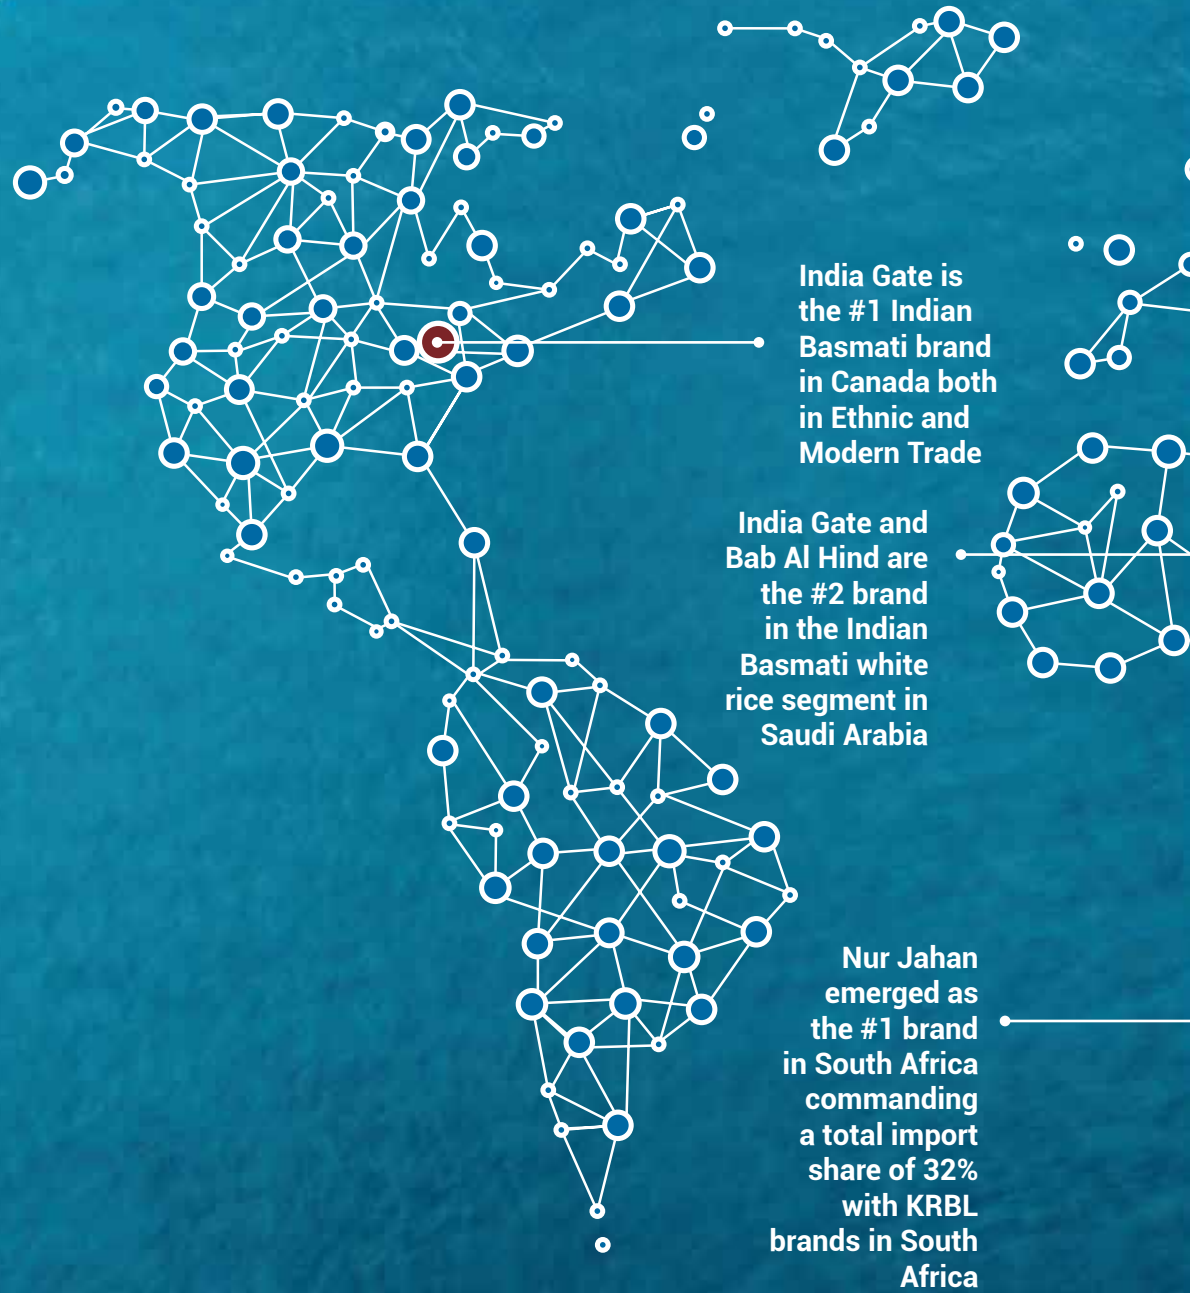 India Gate is
the #1 Indian
Basmati brand
in Canada both
in Ethnic and
Modern Trade
India Gate and
Bab Al Hind are
the #2 brand
in the Indian
Basmati white
rice segment in
Saudi Arabia
Nur Jahan
emerged as
the #1 brand
in South Africa
commanding
a total import
share of 32%
with KRBL
brands in South
Africa